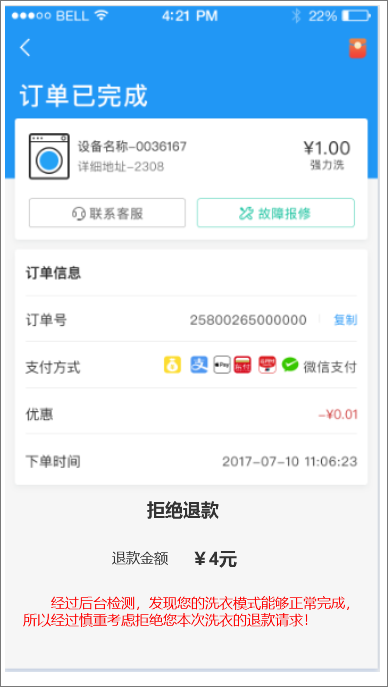 BELL 4:21 PM 22%
订单已完成
设备名称-0036167 ¥1.00
详细地址-2308 强力洗
联系客服 故障报修
订单信息
订单号 25800265000000 复制
支付方式 支 Pay 微信支付
优惠 -¥0.01
下单时间 2017-07-10 11:06:23
拒绝退款
退款金额 ¥4元
经过后台检测，发现您的洗衣模式能够正常完成，
所以经过慎重考虑拒绝您本次洗衣的退款请求！